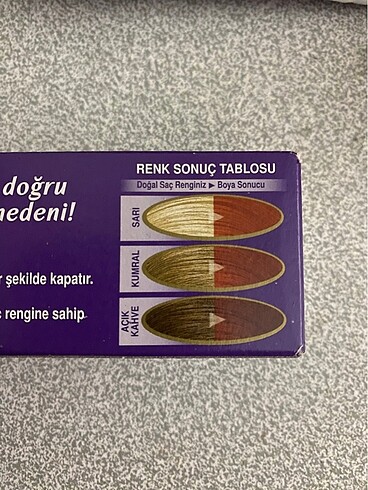 RENK SONUÇ TABLOSU
Doğal Saç Renginiz ▶ Boya Sonucu
doğru
nedeni!
SARI
KUMRAL
r şekilde kapatır.
AÇIK
KAHVE
ç rengine sahip